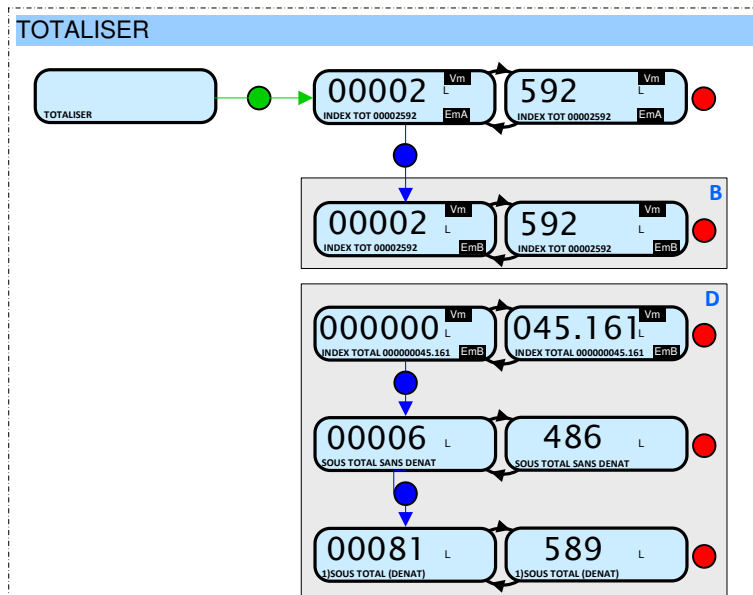 TOTALISER
TOTALISER
00002 L Vm
INDEX TOT 00002592 EmA
592 L Vm
INDEX TOT 00002592 EmA
B
00002 L Vm
INDEX TOT 00002592 EmB
592 L Vm
INDEX TOT 00002592 EmB
D
000000 L Vm
INDEX TOTAL 000000045.161 EmB
045.161 L Vm
INDEX TOTAL 000000045.161 EmB
00006 L
SOUS TOTAL SANS DENAT
486 L
SOUS TOTAL SANS DENAT
00081 L
1)SOUS TOTAL (DENAT)
589 L
1)SOUS TOTAL (DENAT)